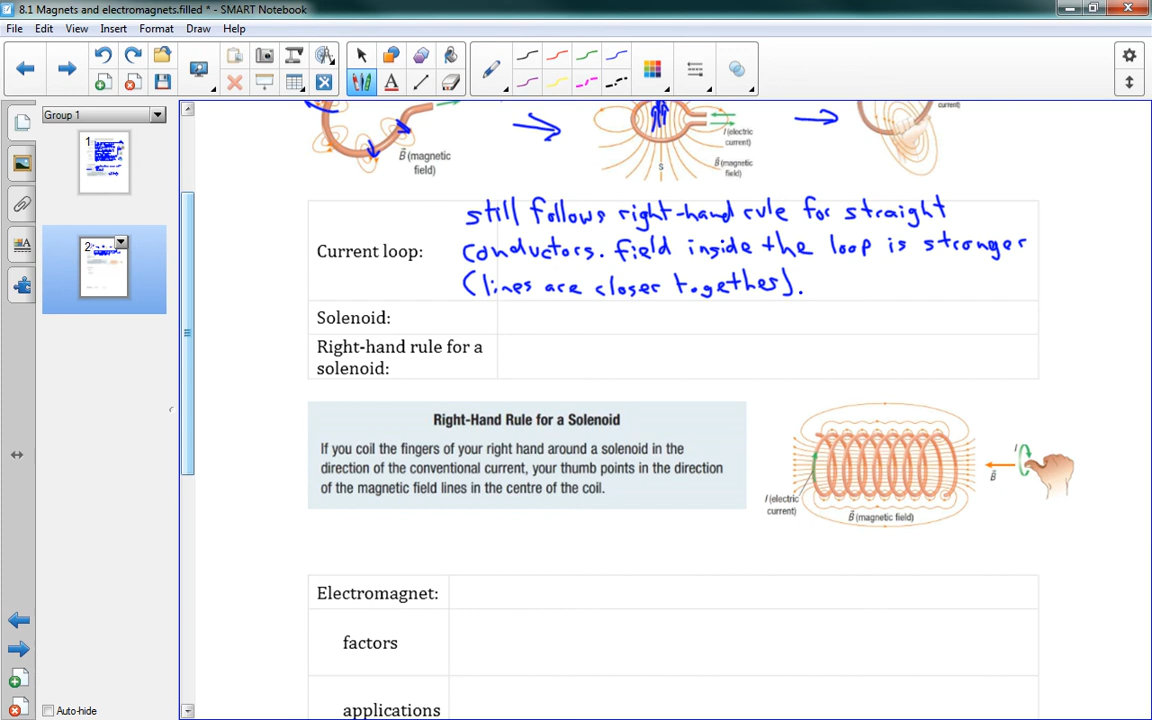 8.1 Magnets and electromagnets.filled * - SMART Notebook
File Edit View Insert Format Draw Help
Group 1
1
2
B (magnetic
field)
S
I (electric
current)
B (magnetic
field)
current)
still follows right-hand rule for straight
Current loop:
conductors. field inside the loop is stronger
(lines are closer together).
Solenoid:
Right-hand rule for a
solenoid:
Right-Hand Rule for a Solenoid
If you coil the fingers of your right hand around a solenoid in the
direction of the conventional current, your thumb points in the direction
of the magnetic field lines in the centre of the coil.
I
B
I (electric
current)
B (magnetic field)
Electromagnet:
factors
applications
Auto-hide